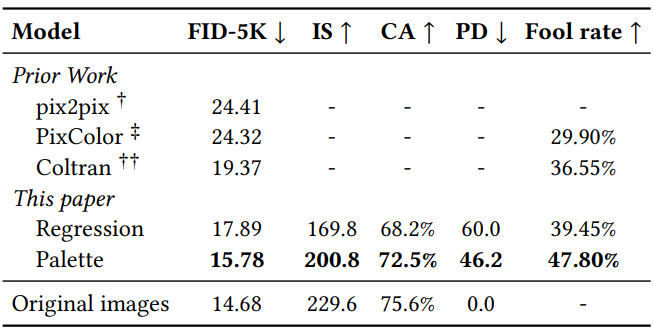 Model FID-5K ↓ IS ↑ CA ↑ PD ↓ Fool rate ↑
Prior Work
pix2pix † 24.41 - - - -
PixColor ‡ 24.32 - - - 29.90%
Coltran †† 19.37 - - - 36.55%
This paper
Regression 17.89 169.8 68.2% 60.0 39.45%
Palette 15.78 200.8 72.5% 46.2 47.80%
Original images 14.68 229.6 75.6% 0.0 -